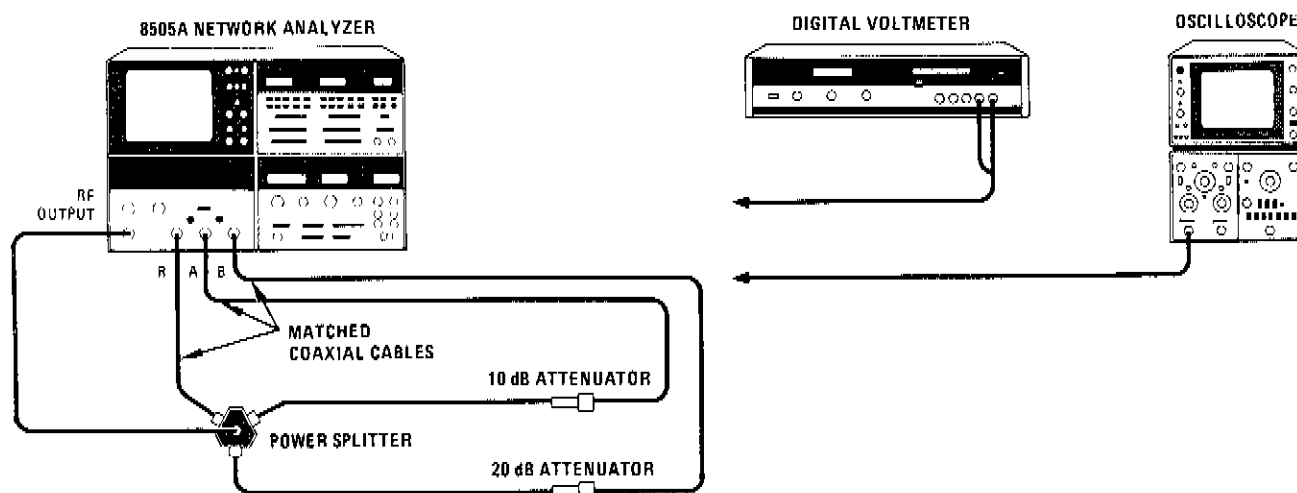 8505A NETWORK ANALYZER
DIGITAL VOLTMETER
OSCILLOSCOPE
RF
OUTPUT
R A B
MATCHED
COAXIAL CABLES
10 dB ATTENUATOR
POWER SPLITTER
20 dB ATTENUATOR